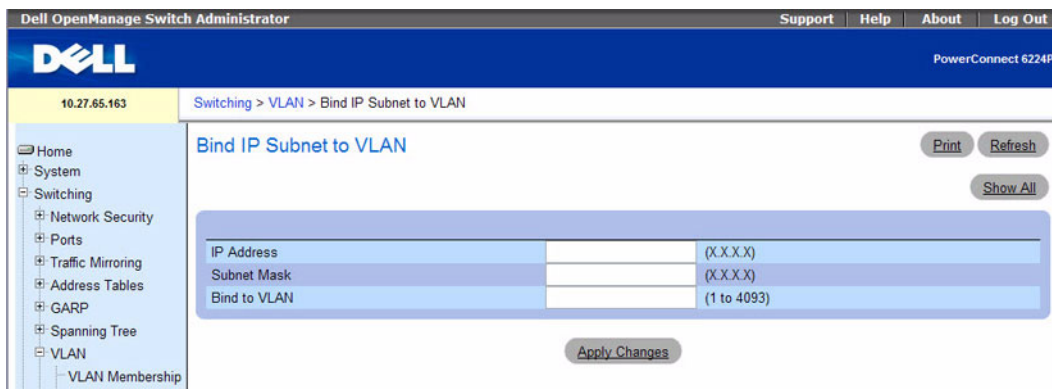 Dell OpenManage Switch Administrator
Support Help About Log Out
DELL
PowerConnect 6224P
10.27.65.163
Switching > VLAN > Bind IP Subnet to VLAN
Home
System
Switching
Network Security
Ports
Traffic Mirroring
Address Tables
GARP
Spanning Tree
VLAN
VLAN Membership
Bind IP Subnet to VLAN
Print Refresh
Show All
IP Address (X.X.X.X)
Subnet Mask (X.X.X.X)
Bind to VLAN (1 to 4093)
Apply Changes